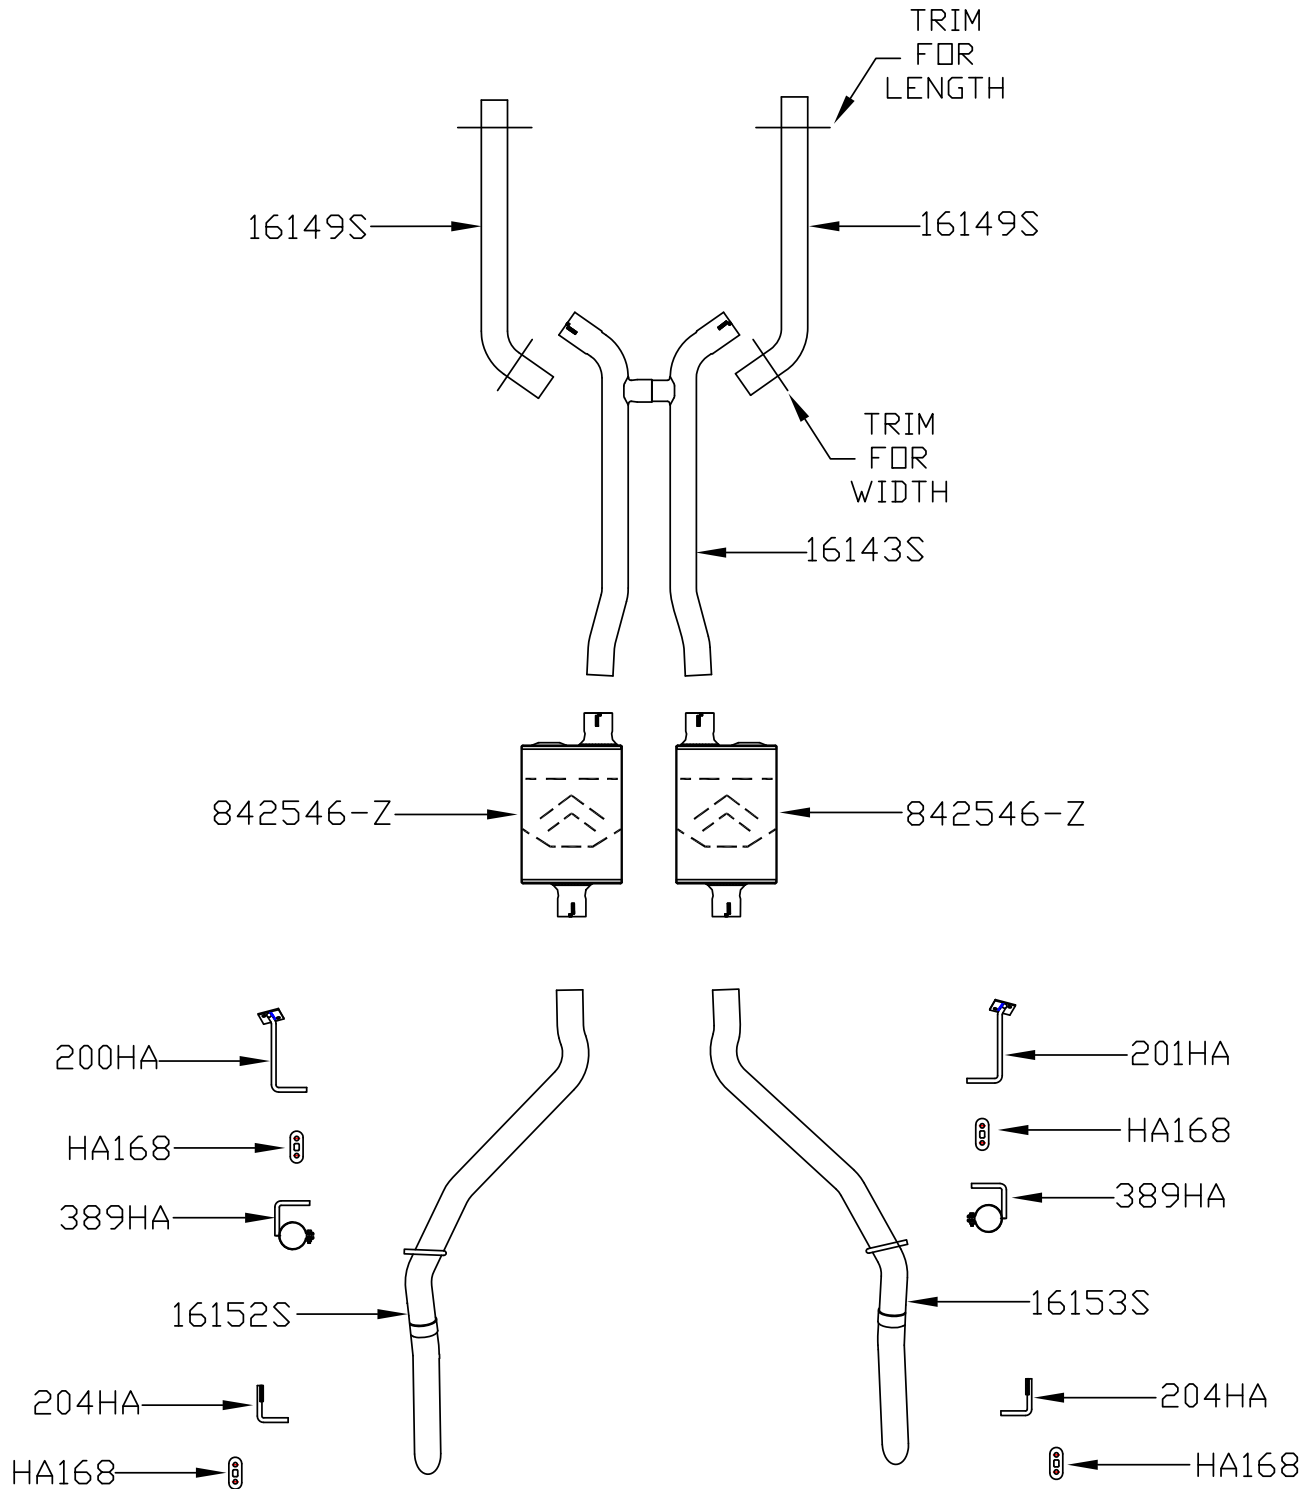 TRIM
FOR
LENGTH
16149S
16149S
TRIM
FOR
WIDTH
16143S
842546-Z
842546-Z
200HA
201HA
HA168
HA168
389HA
389HA
16152S
16153S
204HA
204HA
HA168
HA168